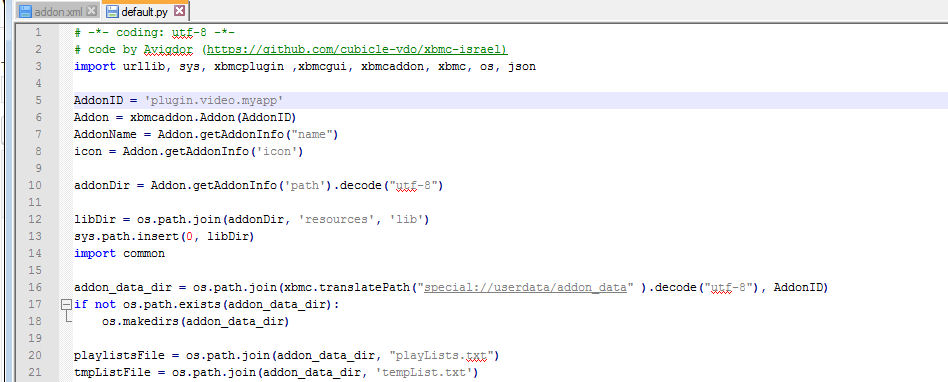 addon.xml default.py
1 # -*- coding: utf-8 -*-
2 # code by Avigdor (https://github.com/cubicle-vdo/xbmc-israel)
3 import urllib, sys, xbmcplugin ,xbmcgui, xbmcaddon, xbmc, os, json
4
5 AddonID = 'plugin.video.myapp'
6 Addon = xbmcaddon.Addon(AddonID)
7 AddonName = Addon.getAddonInfo("name")
8 icon = Addon.getAddonInfo('icon')
9
10 addonDir = Addon.getAddonInfo('path').decode("utf-8")
11
12 libDir = os.path.join(addonDir, 'resources', 'lib')
13 sys.path.insert(0, libDir)
14 import common
15
16 addon_data_dir = os.path.join(xbmc.translatePath("special://userdata/addon_data" ).decode("utf-8"), AddonID)
17 if not os.path.exists(addon_data_dir):
18     os.makedirs(addon_data_dir)
19
20 playlistsFile = os.path.join(addon_data_dir, "playLists.txt")
21 tmpListFile = os.path.join(addon_data_dir, 'tempList.txt')